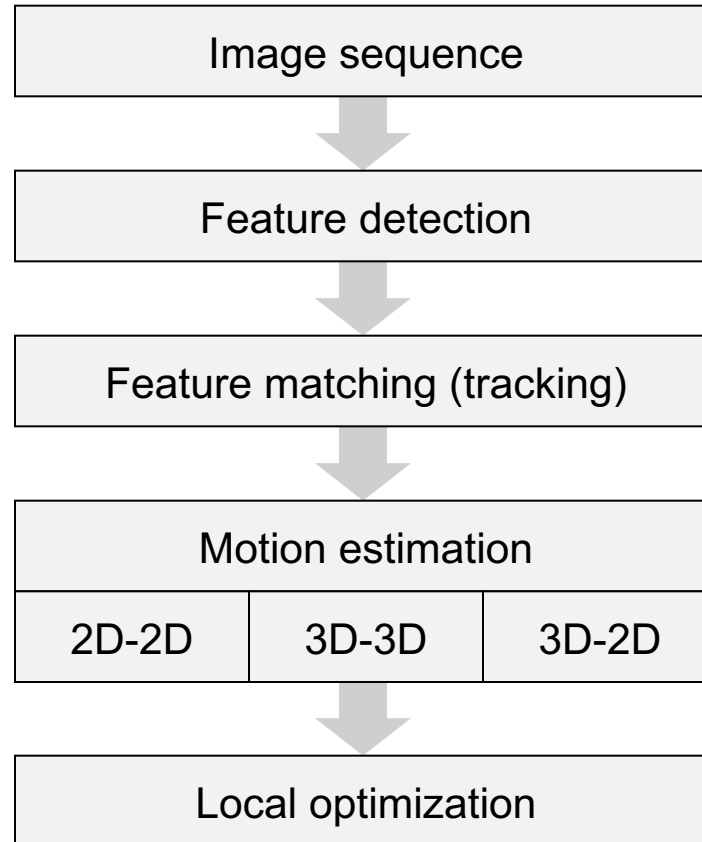 Image sequence
Feature detection
Feature matching (tracking)
Motion estimation
2D-2D 3D-3D 3D-2D
Local optimization